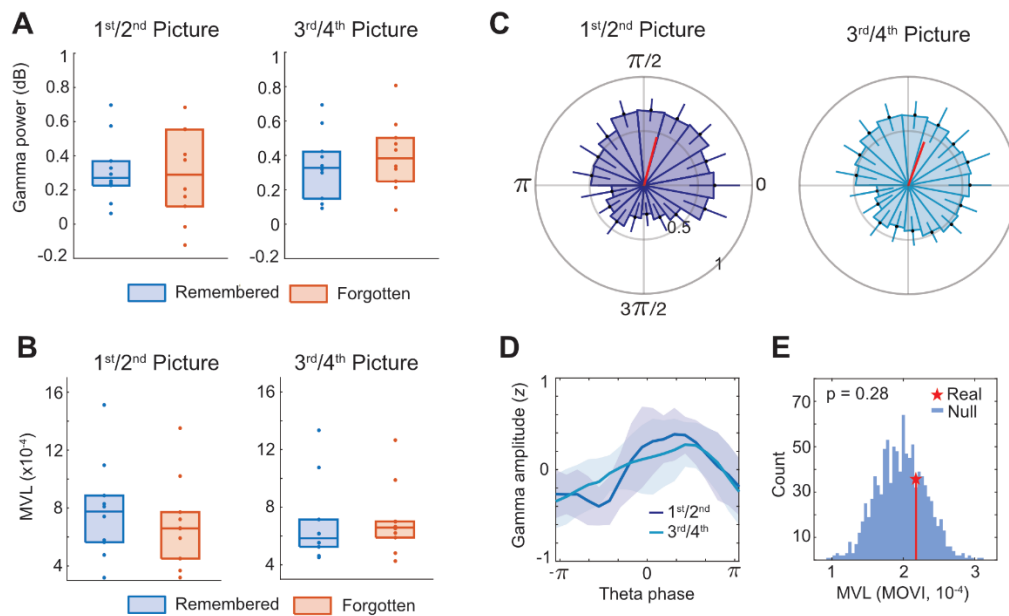 A
1st/2nd Picture
3rd/4th Picture
Gamma power (dB)
1
0.8
0.6
0.4
0.2
0
-0.2
1
0.8
0.6
0.4
0.2
0
-0.2
Remembered
Forgotten
B
1st/2nd Picture
3rd/4th Picture
MVL (x10-4)
16
12
8
4
16
12
8
4
Remembered
Forgotten
C
1st/2nd Picture
3rd/4th Picture
π/2
π
0
0.5
1
3π/2
D
Gamma amplitude (z)
1
0
-1
1st/2nd
3rd/4th
-π
0
π
Theta phase
E
p = 0.28
Real
Null
Count
70
50
30
10
1
2
3
MVL (MOVI, 10-4)